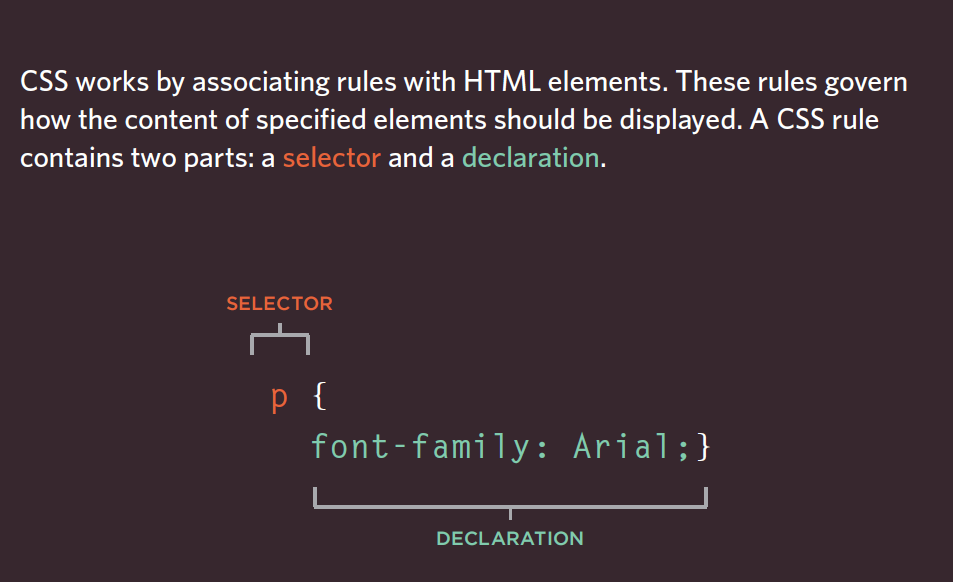 CSS works by associating rules with HTML elements. These rules govern
how the content of specified elements should be displayed. A CSS rule
contains two parts: a selector and a declaration.
SELECTOR
p {
font-family: Arial;}
DECLARATION